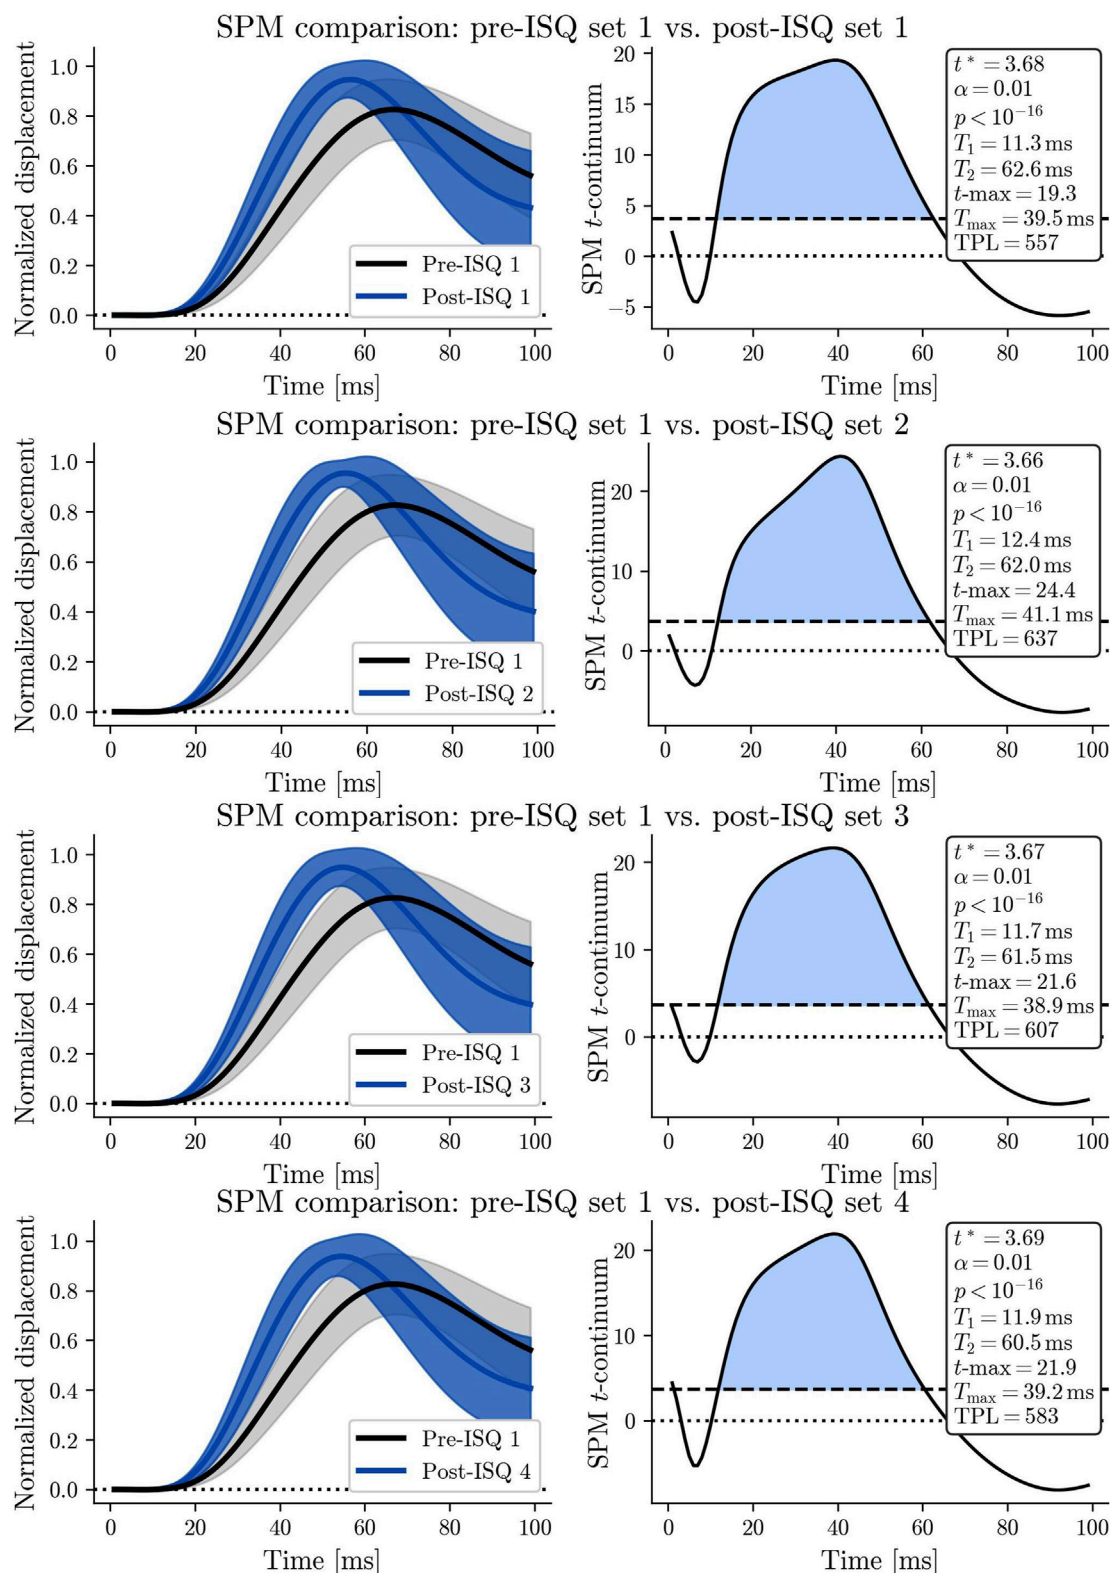 SPM comparison: pre-ISQ set 1 vs. post-ISQ set 1
Normalized displacement
1.0
0.8
0.6
0.4
0.2
0.0
Pre-ISQ 1
Post-ISQ 1
0 20 40 60 80 100
Time [ms]
SPM t-continuum
20
15
10
5
0
−5
t* = 3.68
α = 0.01
p < 10⁻¹⁶
T₁ = 11.3 ms
T₂ = 62.6 ms
t-max = 19.3
Tmax = 39.5 ms
TPL = 557
0 20 40 60 80 100
Time [ms]
SPM comparison: pre-ISQ set 1 vs. post-ISQ set 2
Normalized displacement
1.0
0.8
0.6
0.4
0.2
0.0
Pre-ISQ 1
Post-ISQ 2
0 20 40 60 80 100
Time [ms]
SPM t-continuum
20
10
0
t* = 3.66
α = 0.01
p < 10⁻¹⁶
T₁ = 12.4 ms
T₂ = 62.0 ms
t-max = 24.4
Tmax = 41.1 ms
TPL = 637
0 20 40 60 80 100
Time [ms]
SPM comparison: pre-ISQ set 1 vs. post-ISQ set 3
Normalized displacement
1.0
0.8
0.6
0.4
0.2
0.0
Pre-ISQ 1
Post-ISQ 3
0 20 40 60 80 100
Time [ms]
SPM t-continuum
20
10
0
t* = 3.67
α = 0.01
p < 10⁻¹⁶
T₁ = 11.7 ms
T₂ = 61.5 ms
t-max = 21.6
Tmax = 38.9 ms
TPL = 607
0 20 40 60 80 100
Time [ms]
SPM comparison: pre-ISQ set 1 vs. post-ISQ set 4
Normalized displacement
1.0
0.8
0.6
0.4
0.2
0.0
Pre-ISQ 1
Post-ISQ 4
0 20 40 60 80 100
Time [ms]
SPM t-continuum
20
10
0
t* = 3.69
α = 0.01
p < 10⁻¹⁶
T₁ = 11.9 ms
T₂ = 60.5 ms
t-max = 21.9
Tmax = 39.2 ms
TPL = 583
0 20 40 60 80 100
Time [ms]